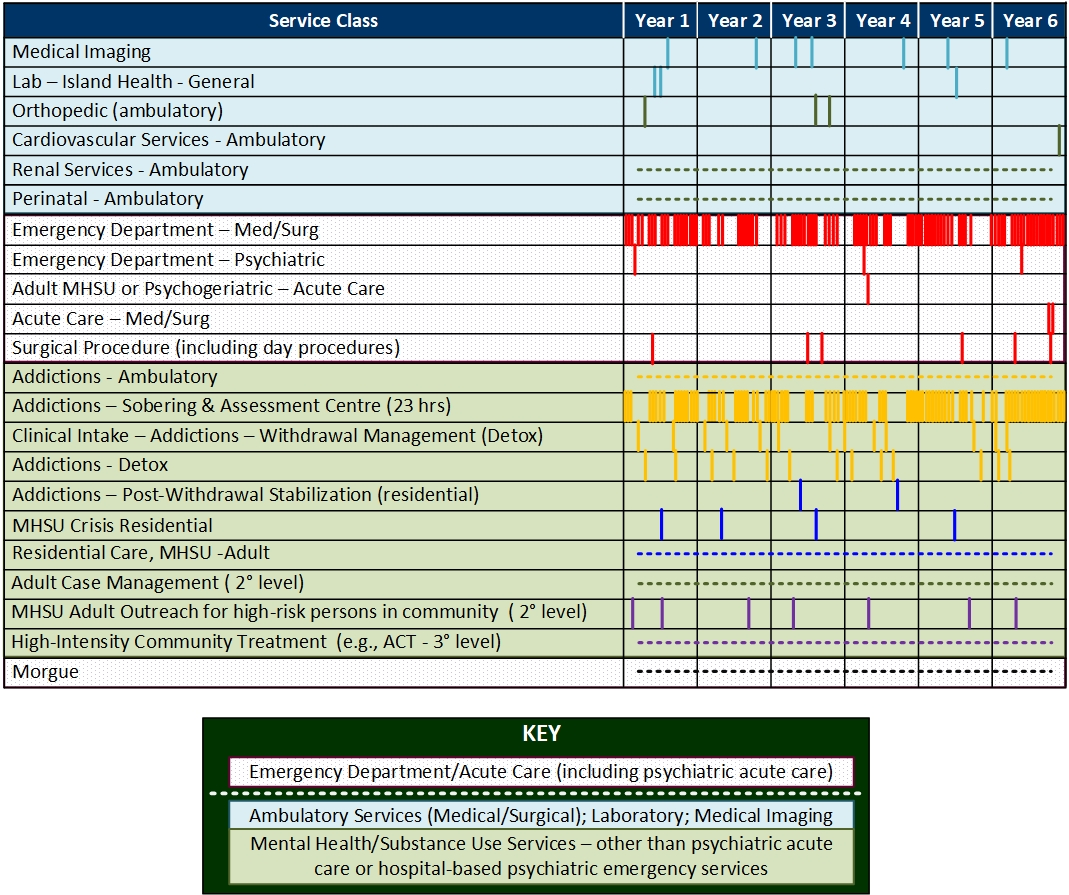 Service Class Year 1 Year 2 Year 3 Year 4 Year 5 Year 6
Medical Imaging
Lab – Island Health - General
Orthopedic (ambulatory)
Cardiovascular Services - Ambulatory
Renal Services - Ambulatory
Perinatal - Ambulatory
Emergency Department – Med/Surg
Emergency Department – Psychiatric
Adult MHSU or Psychogeriatric – Acute Care
Acute Care – Med/Surg
Surgical Procedure (including day procedures)
Addictions - Ambulatory
Addictions – Sobering & Assessment Centre (23 hrs)
Clinical Intake – Addictions – Withdrawal Management (Detox)
Addictions - Detox
Addictions – Post-Withdrawal Stabilization (residential)
MHSU Crisis Residential
Residential Care, MHSU -Adult
Adult Case Management ( 2° level)
MHSU Adult Outreach for high-risk persons in community ( 2° level)
High-Intensity Community Treatment (e.g., ACT - 3° level)
Morgue
KEY
Emergency Department/Acute Care (including psychiatric acute care)
Ambulatory Services (Medical/Surgical); Laboratory; Medical Imaging
Mental Health/Substance Use Services – other than psychiatric acute
care or hospital-based psychiatric emergency services